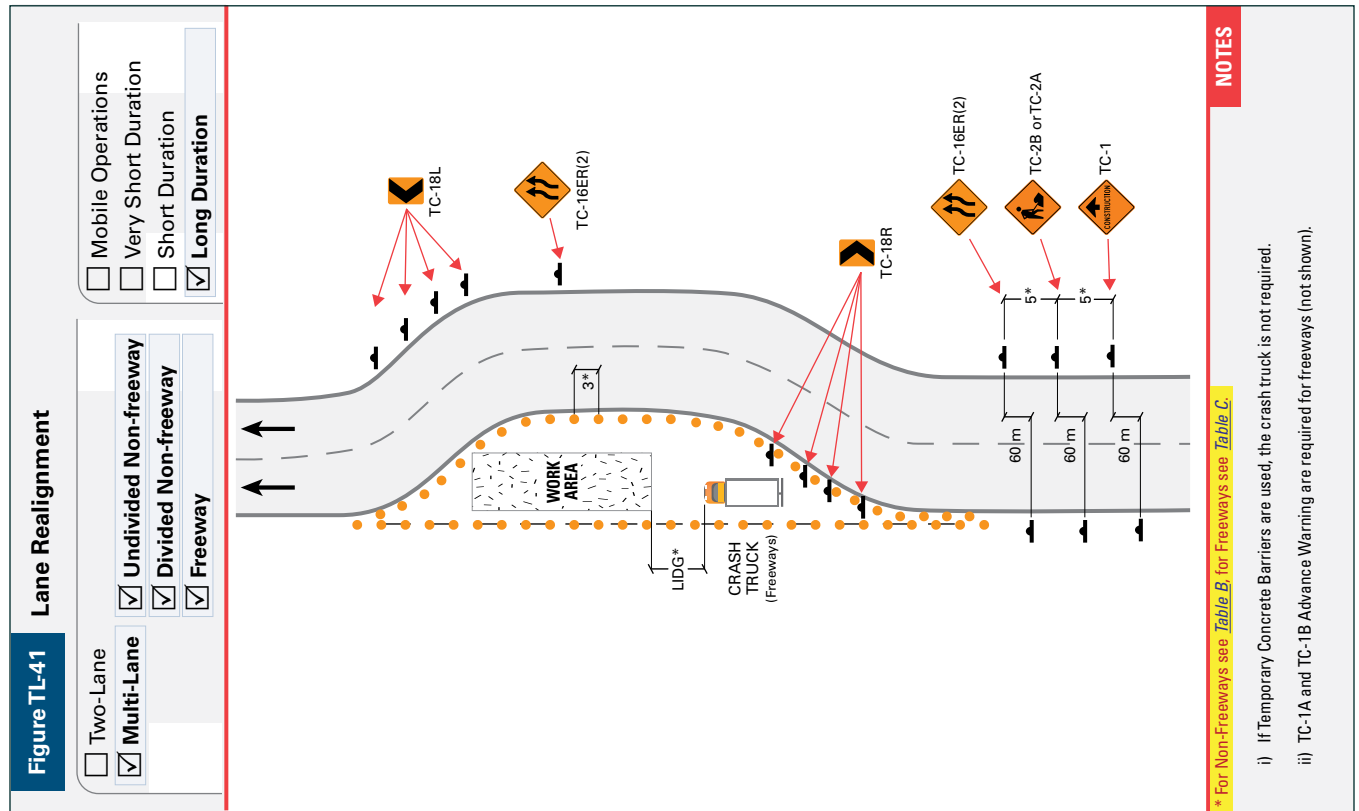 Figure TL-41
Lane Realignment
Two-Lane
Multi-Lane
Undivided Non-freeway
Divided Non-freeway
Freeway
Mobile Operations
Very Short Duration
Short Duration
Long Duration
TC-18L
TC-16ER(2)
3*
WORK
AREA
LIDG*
CRASH
TRUCK
(Freeways)
TC-18R
TC-16ER(2)
5*
TC-2B or TC-2A
5*
CONSTRUCTION
TC-1
60 m
60 m
60 m
NOTES
* For Non-Freeways see Table B, for Freeways see Table C.
i) If Temporary Concrete Barriers are used, the crash truck is not required.
ii) TC-1A and TC-1B Advance Warning are required for freeways (not shown).